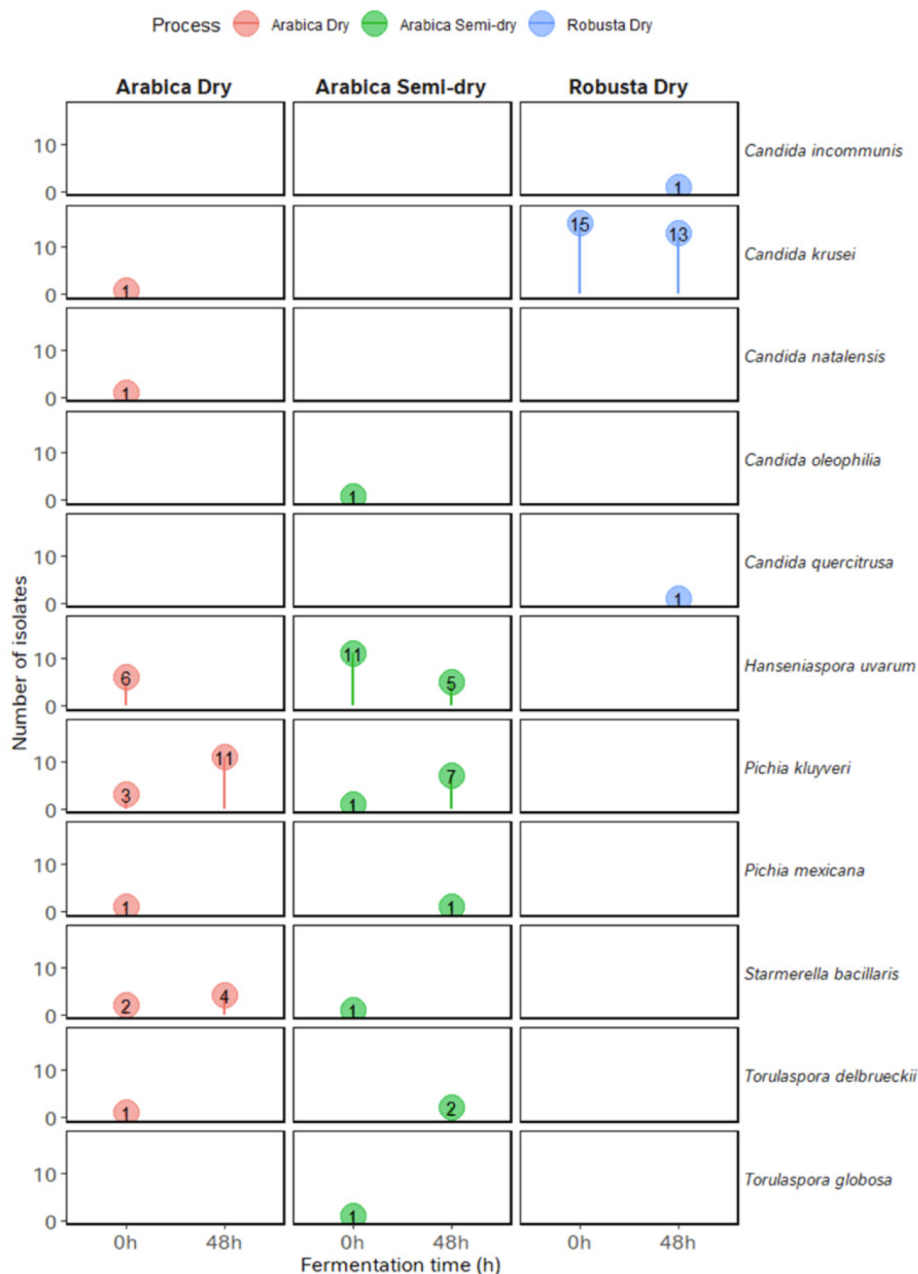 Process Arabica Dry Arabica Semi-dry Robusta Dry
Arabica Dry Arabica Semi-dry Robusta Dry
10
0
1
Candida incommunis
10
0
1
15
13
Candida krusei
10
0
1
Candida natalensis
10
0
1
Candida oleophilia
10
0
1
Candida quercitrusa
Number of isolates
10
0
6
11
5
Hanseniaspora uvarum
10
0
3
11
1
7
Pichia kluyveri
10
0
1
1
Pichia mexicana
10
0
2
4
1
Starmerella bacillaris
10
0
1
2
Torulaspora delbrueckii
10
0
1
Torulaspora globosa
0h 48h 0h 48h 0h 48h
Fermentation time (h)